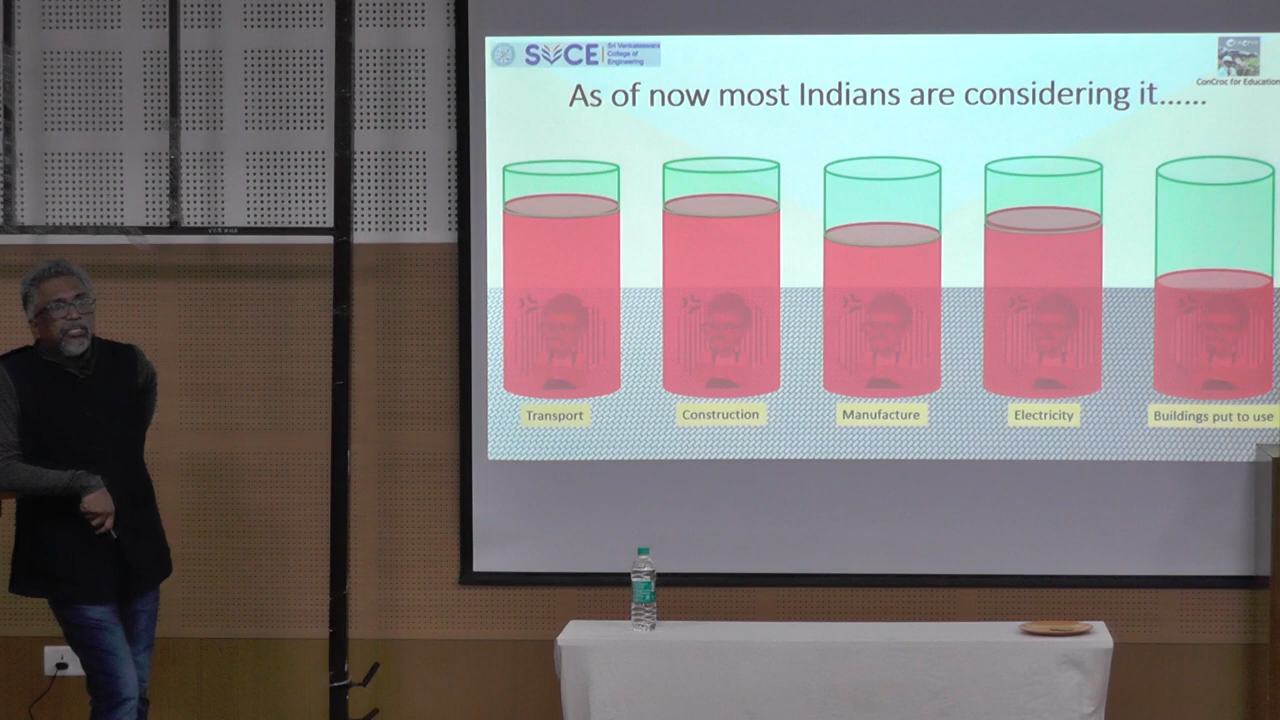 SVCE
Sri Venkateswara
College of
Engineering
ConCroc for Education
As of now most Indians are considering it......
Transport
Construction
Manufacture
Electricity
Buildings put to use